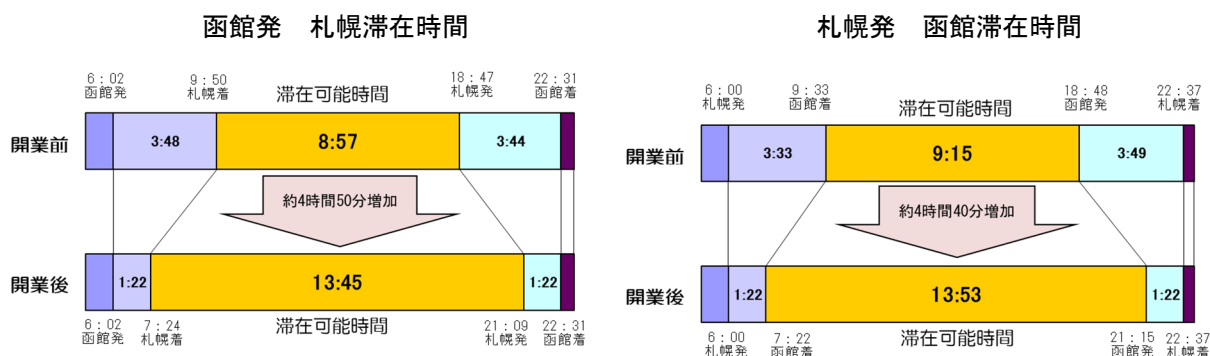 函館発　札幌滞在時間
6：02
函館発
9：50
札幌着
滞在可能時間
18：47
札幌発
22：31
函館着
開業前
3:48
8:57
3:44
約4時間50分増加
開業後
1:22
13:45
1:22
6：02
函館発
7：24
札幌着
滞在可能時間
21：09
札幌発
22：31
函館着
札幌発　函館滞在時間
6：00
札幌発
9：33
函館着
滞在可能時間
18：48
函館発
22：37
札幌着
開業前
3:33
9:15
3:49
約4時間40分増加
開業後
1:22
13:53
1:22
6：00
札幌発
7：22
函館着
滞在可能時間
21：15
函館発
22：37
札幌着